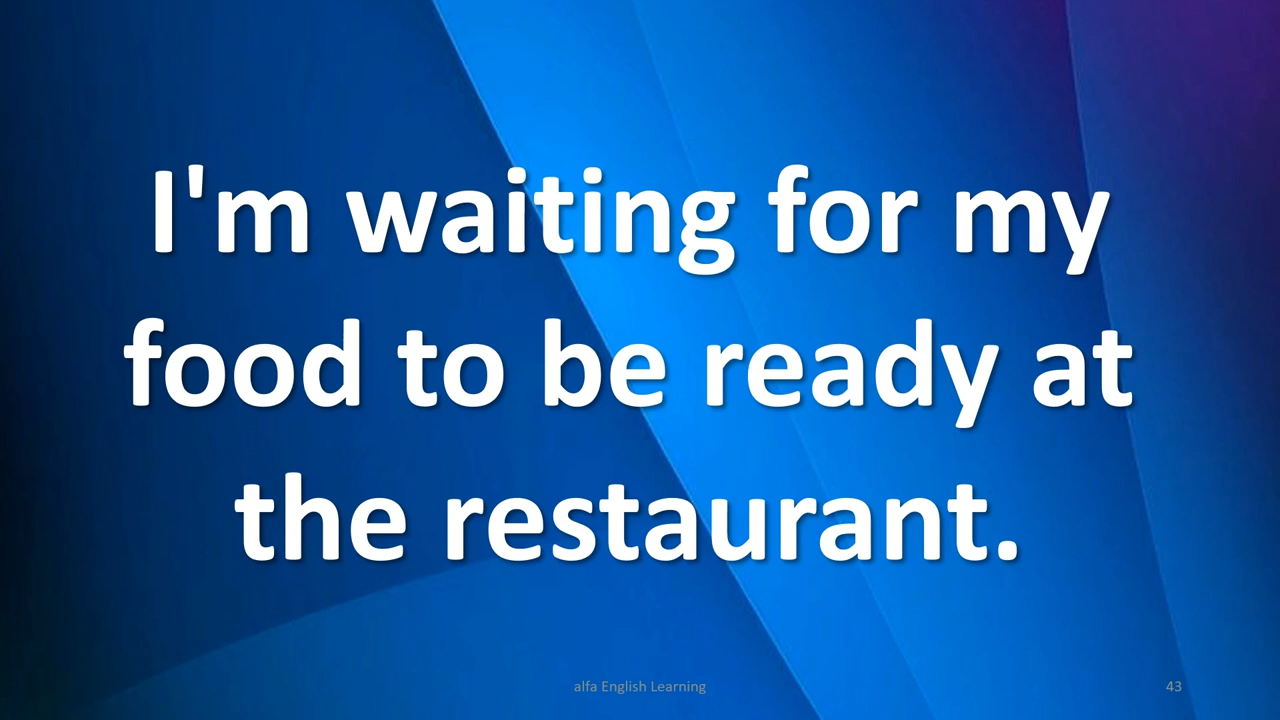 I'm waiting for my
food to be ready at
the restaurant.
alfa English Learning
43